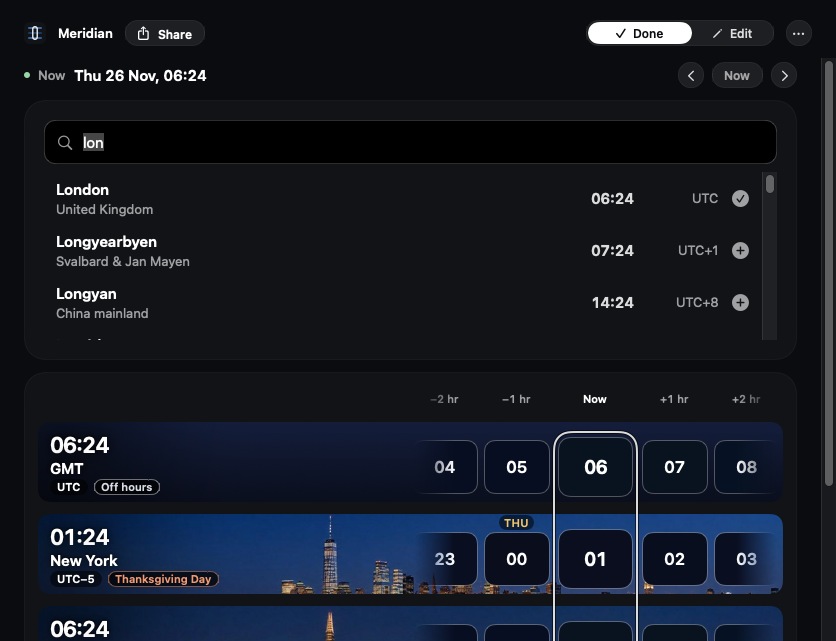 Meridian Share Done Edit
Now Thu 26 Nov, 06:24 Now
lon
London 06:24 UTC
United Kingdom
Longyearbyen 07:24 UTC+1
Svalbard & Jan Mayen
Longyan 14:24 UTC+8
China mainland
−2 hr −1 hr Now +1 hr +2 hr
06:24
GMT 04 05 06 07 08
UTC Off hours
THU
01:24
New York 23 00 01 02 03
UTC−5 Thanksgiving Day
06:24